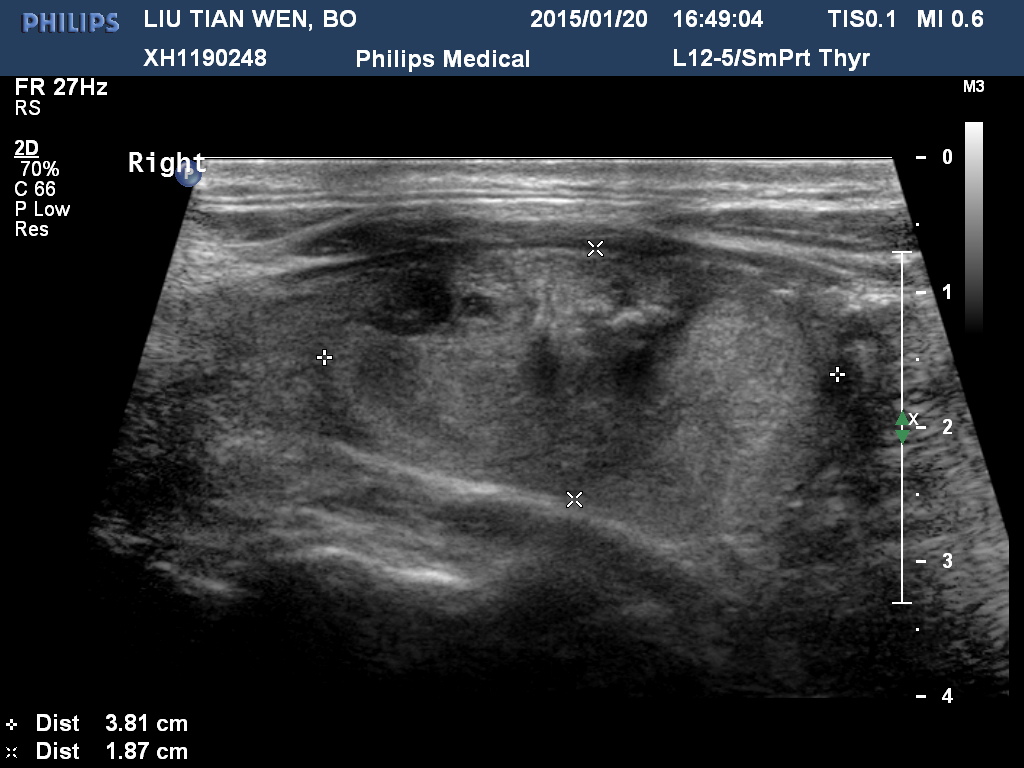 PHILIPS LIU TIAN WEN, BO 2015/01/20 16:49:04 TIS0.1 MI 0.6
XH1190248 Philips Medical L12-5/SmPrt Thyr
FR 27Hz
RS
M3
2D
70%
C 66
P Low
Res
Right
P
0
1
X
2
3
4
Dist 3.81 cm
Dist 1.87 cm